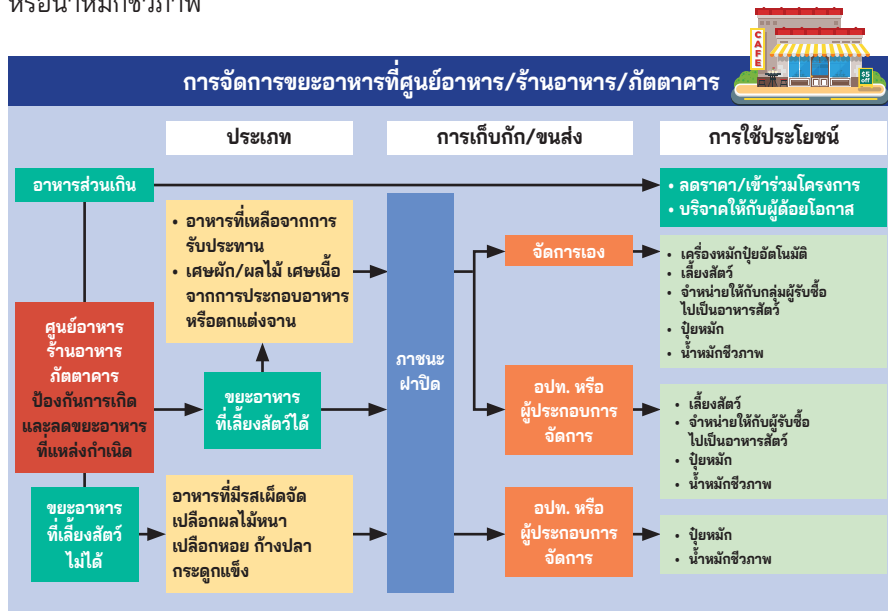 หรือน้ำหมักชีวภาพ
CAFE
$5
off
การจัดการขยะอาหารที่ศูนย์อาหาร/ร้านอาหาร/ภัตตาคาร
ประเภท
การเก็บกัก/ขนส่ง
การใช้ประโยชน์
อาหารส่วนเกิน
• ลดราคา/เข้าร่วมโครงการ
• บริจาคให้กับผู้ด้อยโอกาส
• อาหารที่เหลือจากการ
รับประทาน
• เศษผัก/ผลไม้ เศษเนื้อ
จากการประกอบอาหาร
หรือตกแต่งจาน
จัดการเอง
• เครื่องหมักปุ๋ยอัตโนมัติ
• เลี้ยงสัตว์
• จำหน่ายให้กับกลุ่มผู้รับซื้อ
ไปเป็นอาหารสัตว์
• ปุ๋ยหมัก
• น้ำหมักชีวภาพ
ศูนย์อาหาร
ร้านอาหาร
ภัตตาคาร
ป้องกันการเกิด
และลดขยะอาหาร
ที่แหล่งกำเนิด
ขยะอาหาร
ที่เลี้ยงสัตว์ได้
ภาชนะ
ฝาปิด
อปท. หรือ
ผู้ประกอบการ
จัดการ
• เลี้ยงสัตว์
• จำหน่ายให้กับผู้รับซื้อ
ไปเป็นอาหารสัตว์
• ปุ๋ยหมัก
• น้ำหมักชีวภาพ
ขยะอาหาร
ที่เลี้ยงสัตว์
ไม่ได้
อาหารที่มีรสเผ็ดจัด
เปลือกผลไม้หนา
เปลือกหอย ก้างปลา
กระดูกแข็ง
อปท. หรือ
ผู้ประกอบการ
จัดการ
• ปุ๋ยหมัก
• น้ำหมักชีวภาพ